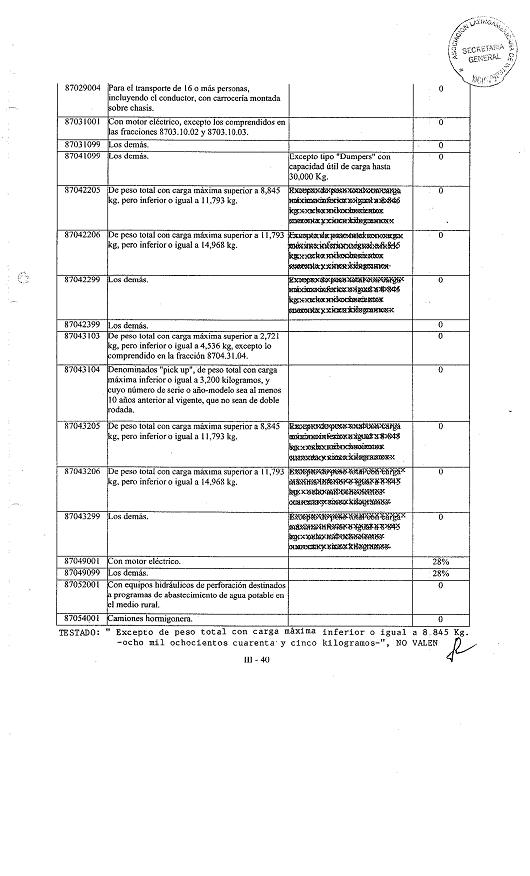 ASOCIACION LATINOAMERICANA DE
SECRETARIA
GENERAL
87029004 Para el transporte de 16 o más personas, 0
incluyendo el conductor, con carrocería montada
sobre chasis.
87031001 Con motor eléctrico, excepto los comprendidos en 0
las fracciones 8703.10.02 y 8703.10.03.
87031099 Los demás. 0
87041099 Los demás. Excepto tipo "Dumpers" con 0
capacidad útil de carga hasta
30,000 Kg.
87042205 De peso total con carga máxima superior a 8,845 0
kg, pero inferior o igual a 11,793 kg.
87042206 De peso total con carga máxima superior a 11,793 0
kg, pero inferior o igual a 14,968 kg.
87042299 Los demás. 0
87042399 Los demás. 0
87043103 De peso total con carga máxima superior a 2,721 0
kg, pero inferior o igual a 4,536 kg, excepto lo
comprendido en la fracción 8704.31.04.
87043104 Denominados "pick up", de peso total con carga 0
máxima inferior o igual a 3,200 kilogramos, y
cuyo número de serie o año-modelo sea al menos
10 años anterior al vigente, que no sean de doble
rodada.
87043205 De peso total con carga máxima superior a 8,845 0
kg, pero inferior o igual a 11,793 kg.
87043206 De peso total con carga máxima superior a 11,793 0
kg, pero inferior o igual a 14,968 kg.
87043299 Los demás. 0
87049001 Con motor eléctrico. 28%
87049099 Los demás. 28%
87052001 Con equipos hidráulicos de perforación destinados 0
a programas de abastecimiento de agua potable en
el medio rural.
87054001 Camiones hormigonera. 0
TESTADO: " Excepto de peso total con carga máxima inferior o igual a 8.845 Kg.
-ocho mil ochocientos cuarenta y cinco kilogramos-", NO VALEN
III - 40